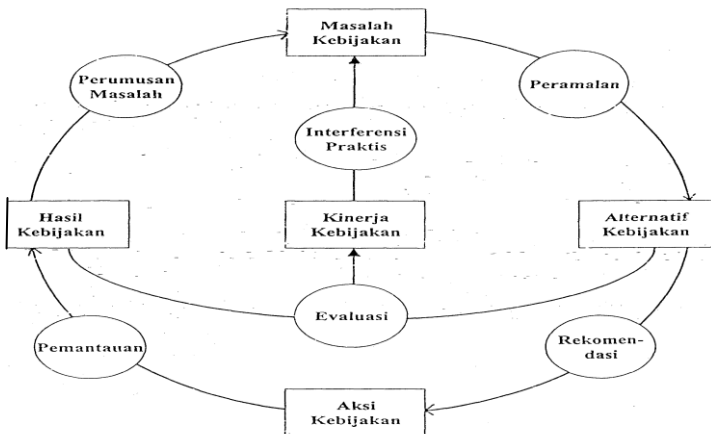 Masalah
Kebijakan
Perumusan
Masalah
Peramalan
Interferensi
Praktis
Hasil
Kebijakan
Kinerja
Kebijakan
Alternatif
Kebijakan
Evaluasi
Pemantauan
Rekomen-
dasi
Aksi
Kebijakan